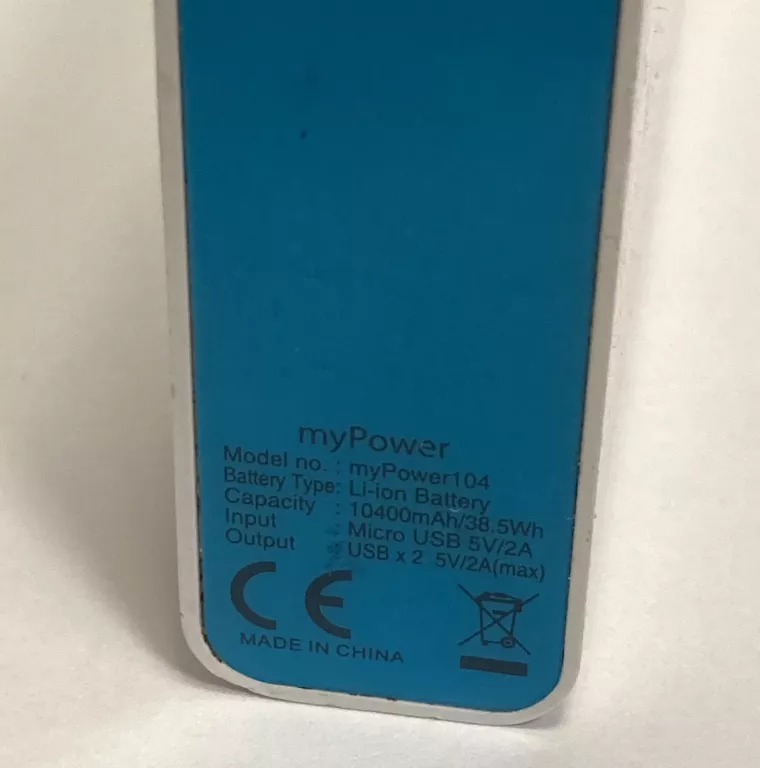 myPower
Model no. : myPower104
Battery Type: Li-ion Battery
Capacity : 10400mAh/38.5Wh
Input : Micro USB 5V/2A
Output : USB x 2 5V/2A(max)
CE
MADE IN CHINA